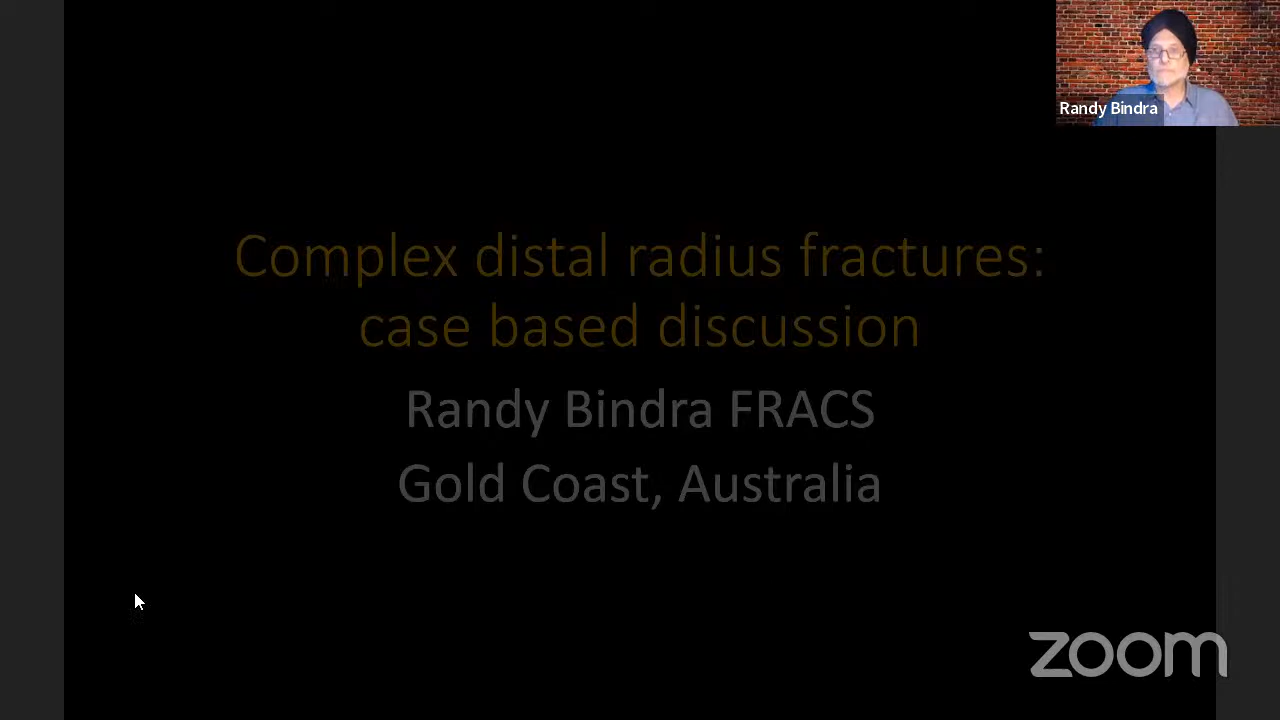 Randy Bindra
Complex distal radius fractures:
case based discussion
Randy Bindra FRACS
Gold Coast, Australia
zoom